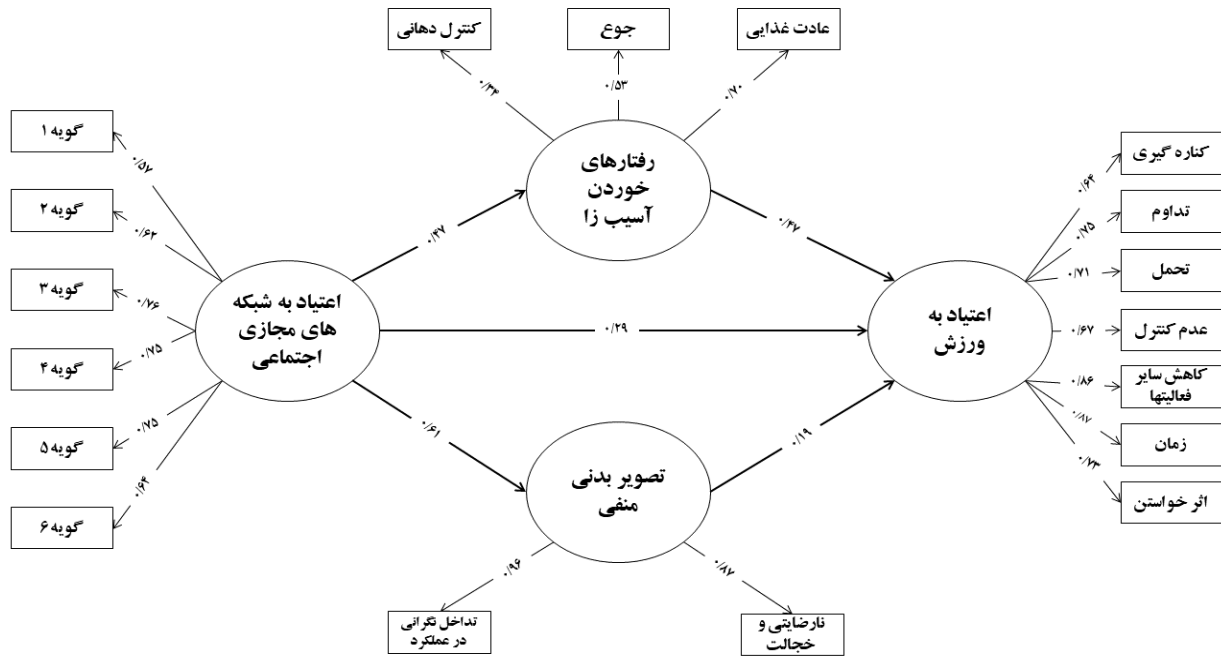 کنترل دهانی
جوع
عادت غذایی
۰/۳۴
۰/۵۳
۰/۷۰
رفتارهای
خوردن
آسیب زا
گویه ۱
گویه ۲
گویه ۳
گویه ۴
گویه ۵
گویه ۶
۰/۵۷
۰/۶۲
۰/۷۶
۰/۷۵
۰/۷۵
۰/۶۴
اعتیاد به شبکه
های مجازی
اجتماعی
۰/۴۷
۰/۲۹
۰/۶۱
۰/۴۷
۰/۱۹
اعتیاد به
ورزش
۰/۶۴
۰/۷۵
۰/۷۱
۰/۶۷
۰/۸۶
۰/۸۷
۰/۷۳
کناره گیری
تداوم
تحمل
عدم کنترل
کاهش سایر
فعالیتها
زمان
اثر خواستن
تصویر بدنی
منفی
۰/۹۶
۰/۸۷
تداخل نگرانی
در عملکرد
نارضایتی و
خجالت